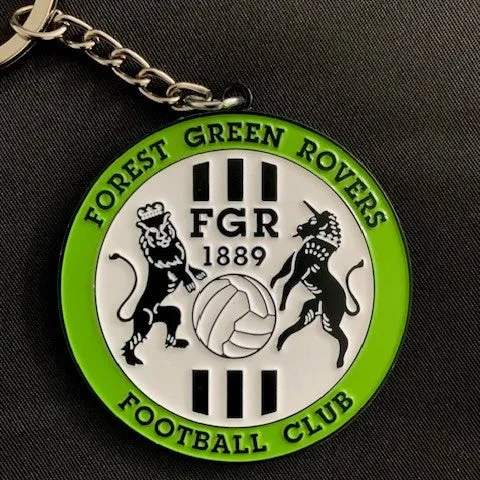 FOREST GREEN ROVERS
FGR
1889
FOOTBALL CLUB